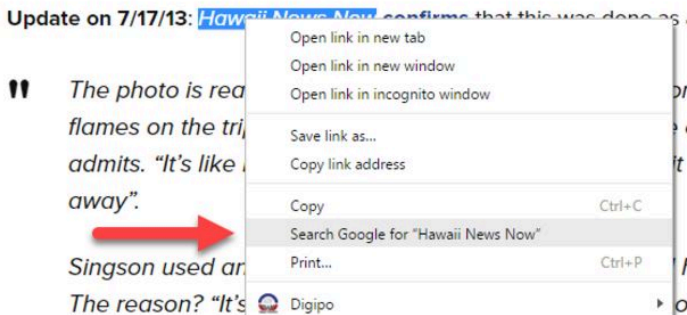 Update on 7/17/13: Hawaii News Now confirms that this was done as
Open link in new tab
Open link in new window
Open link in incognito window
Save link as...
Copy link address
Copy Ctrl+C
Search Google for "Hawaii News Now"
Print... Ctrl+P
Digipo
" The photo is rea
flames on the trip
admits. “It’s like
away”.
Singson used an
The reason? “It’s